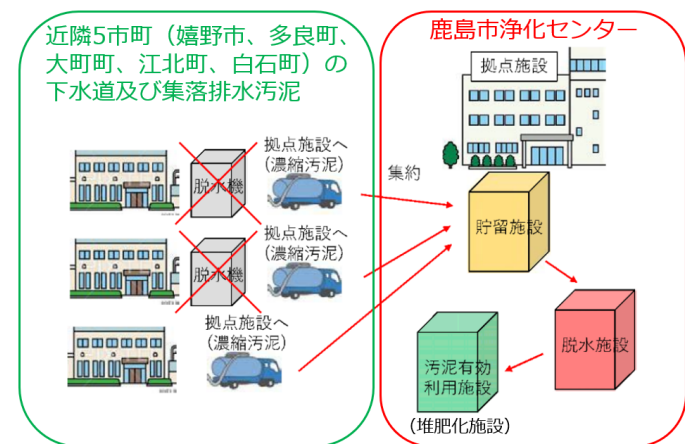 近隣5市町（嬉野市、多良町、
大町町、江北町、白石町）の
下水道及び集落排水汚泥
鹿島市浄化センター
拠点施設
脱水機
拠点施設へ
(濃縮汚泥)
集約
貯留施設
脱水機
拠点施設へ
(濃縮汚泥)
拠点施設へ
(濃縮汚泥)
脱水施設
汚泥有効
利用施設
(堆肥化施設)